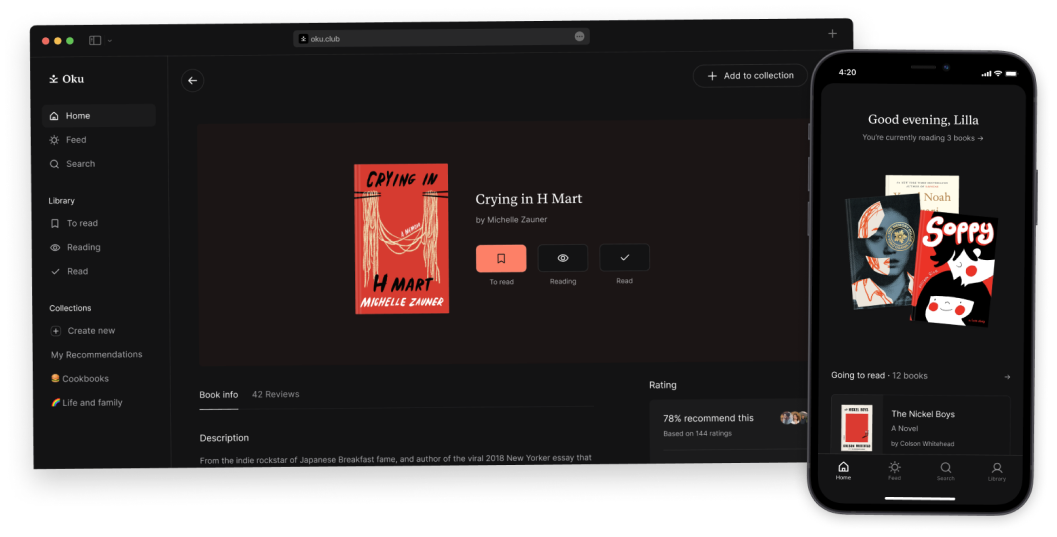 oku.club
Oku
Add to collection
Home
Feed
Search
Library
To read
Reading
Read
Collections
Create new
My Recommendations
Cookbooks
Life and family
CRYING IN
A MEMOIR
H MART
MICHELLE ZAUNER
Crying in H Mart
by Michelle Zauner
To read
Reading
Read
Book info
42 Reviews
Description
From the indie rockstar of Japanese Breakfast fame, and author of the viral 2018 New Yorker essay that
Rating
78% recommend this
Based on 144 ratings
4:20
Good evening, Lilla
You're currently reading 3 books →
Noah
Soppy
Going to read · 12 books →
THE NICKEL BOYS
COLSON WHITEHEAD
The Nickel Boys
A Novel
by Colson Whitehead
Home
Feed
Search
Library